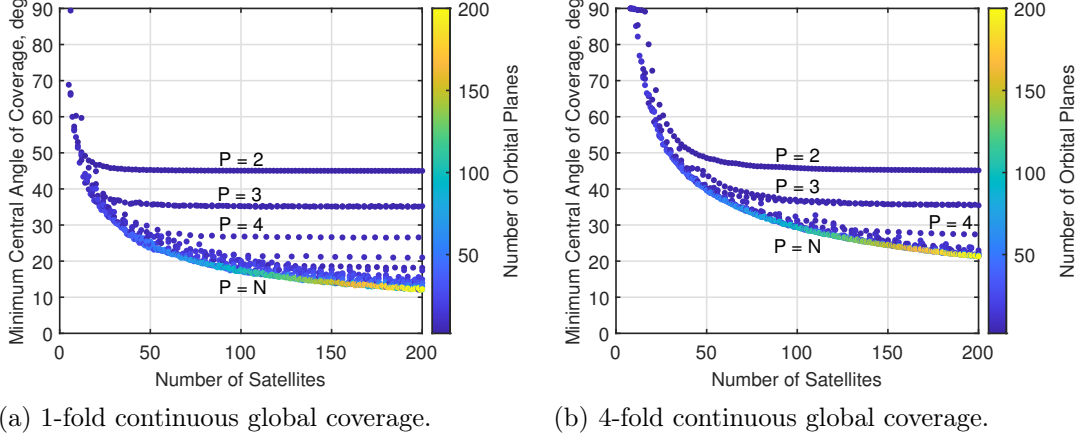 Minimum Central Angle of Coverage, deg
90
80
70
60
50
40
30
20
10
0
0
50
100
150
200
Number of Satellites
P = 2
P = 3
P = 4
P = N
200
150
100
50
Number of Orbital Planes
(a) 1-fold continuous global coverage.
Minimum Central Angle of Coverage, deg
90
80
70
60
50
40
30
20
10
0
0
50
100
150
200
Number of Satellites
P = 2
P = 3
P = 4
P = N
200
150
100
50
Number of Orbital Planes
(b) 4-fold continuous global coverage.